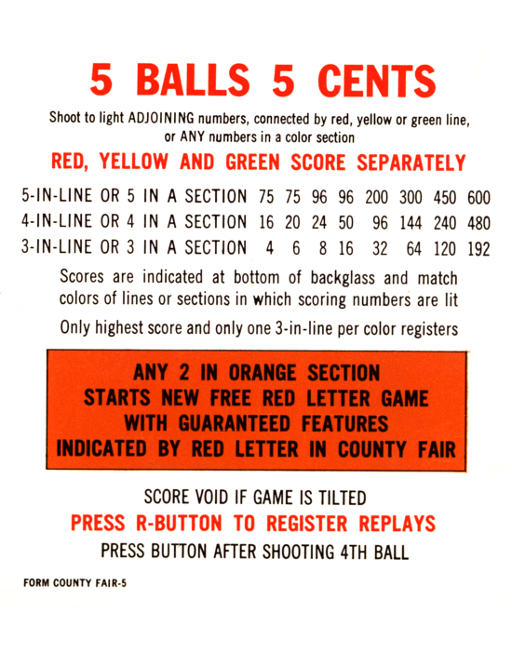 5 BALLS 5 CENTS
Shoot to light ADJOINING numbers, connected by red, yellow or green line,
or ANY numbers in a color section
RED, YELLOW AND GREEN SCORE SEPARATELY
5-IN-LINE OR 5 IN A SECTION 75 75 96 96 200 300 450 600
4-IN-LINE OR 4 IN A SECTION 16 20 24 50 96 144 240 480
3-IN-LINE OR 3 IN A SECTION 4 6 8 16 32 64 120 192
Scores are indicated at bottom of backglass and match
colors of lines or sections in which scoring numbers are lit
Only highest score and only one 3-in-line per color registers
ANY 2 IN ORANGE SECTION
STARTS NEW FREE RED LETTER GAME
WITH GUARANTEED FEATURES
INDICATED BY RED LETTER IN COUNTY FAIR
SCORE VOID IF GAME IS TILTED
PRESS R-BUTTON TO REGISTER REPLAYS
PRESS BUTTON AFTER SHOOTING 4TH BALL
FORM COUNTY FAIR-5